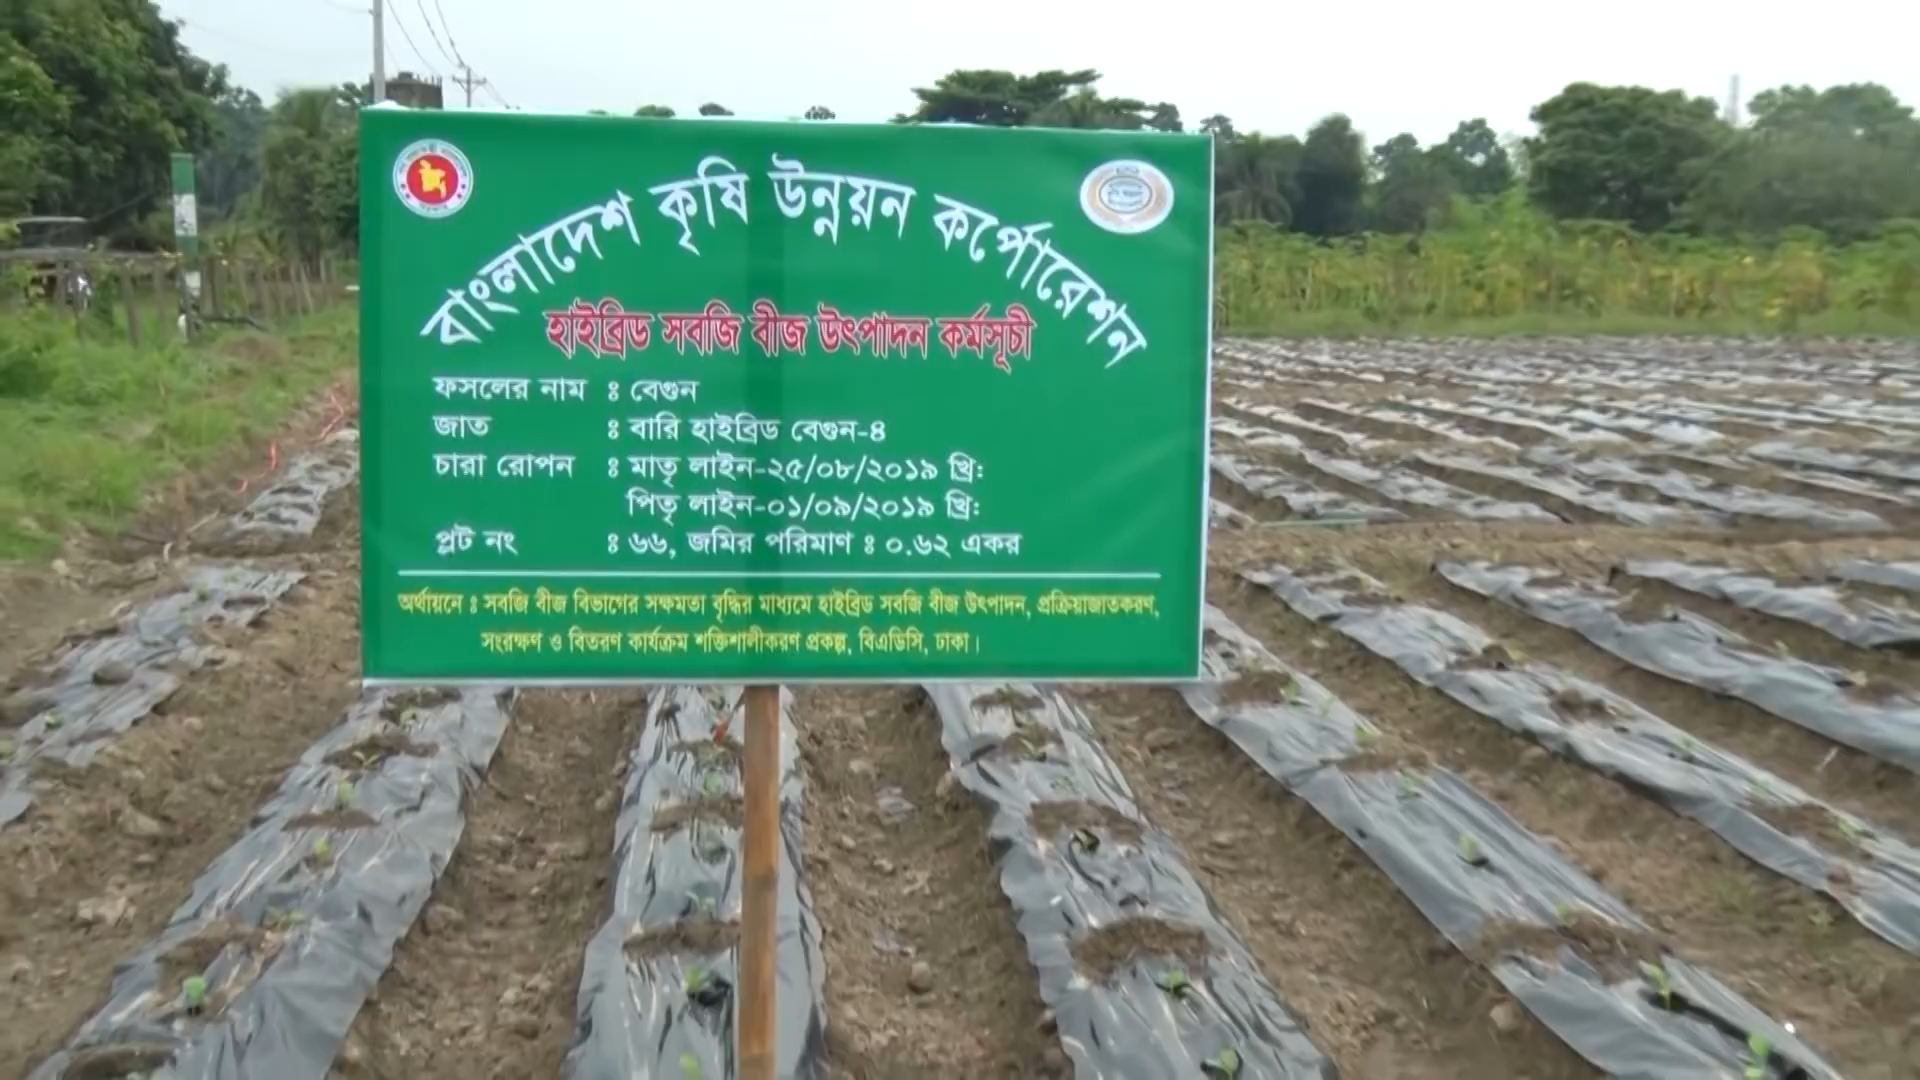 বাংলাদেশ কৃষি উন্নয়ন কর্পোরেশন
হাইব্রিড সবজি বীজ উৎপাদন কর্মসূচী
ফসলের নাম : বেগুন
জাত : বারি হাইব্রিড বেগুন-৪
চারা রোপন : মাতৃ লাইন-২৫/০৮/২০১৯ খ্রি:
পিতৃ লাইন-০১/০৯/২০১৯ খ্রি:
প্লট নং : ৬৬, জমির পরিমাণ : ০.৬২ একর
অর্থায়নে : সবজি বীজ বিভাগের সক্ষমতা বৃদ্ধির মাধ্যমে হাইব্রিড সবজি বীজ উৎপাদন, প্রক্রিয়াজাতকরণ,
সংরক্ষণ ও বিতরণ কার্যক্রম শক্তিশালীকরণ প্রকল্প, বিএডিসি, ঢাকা।